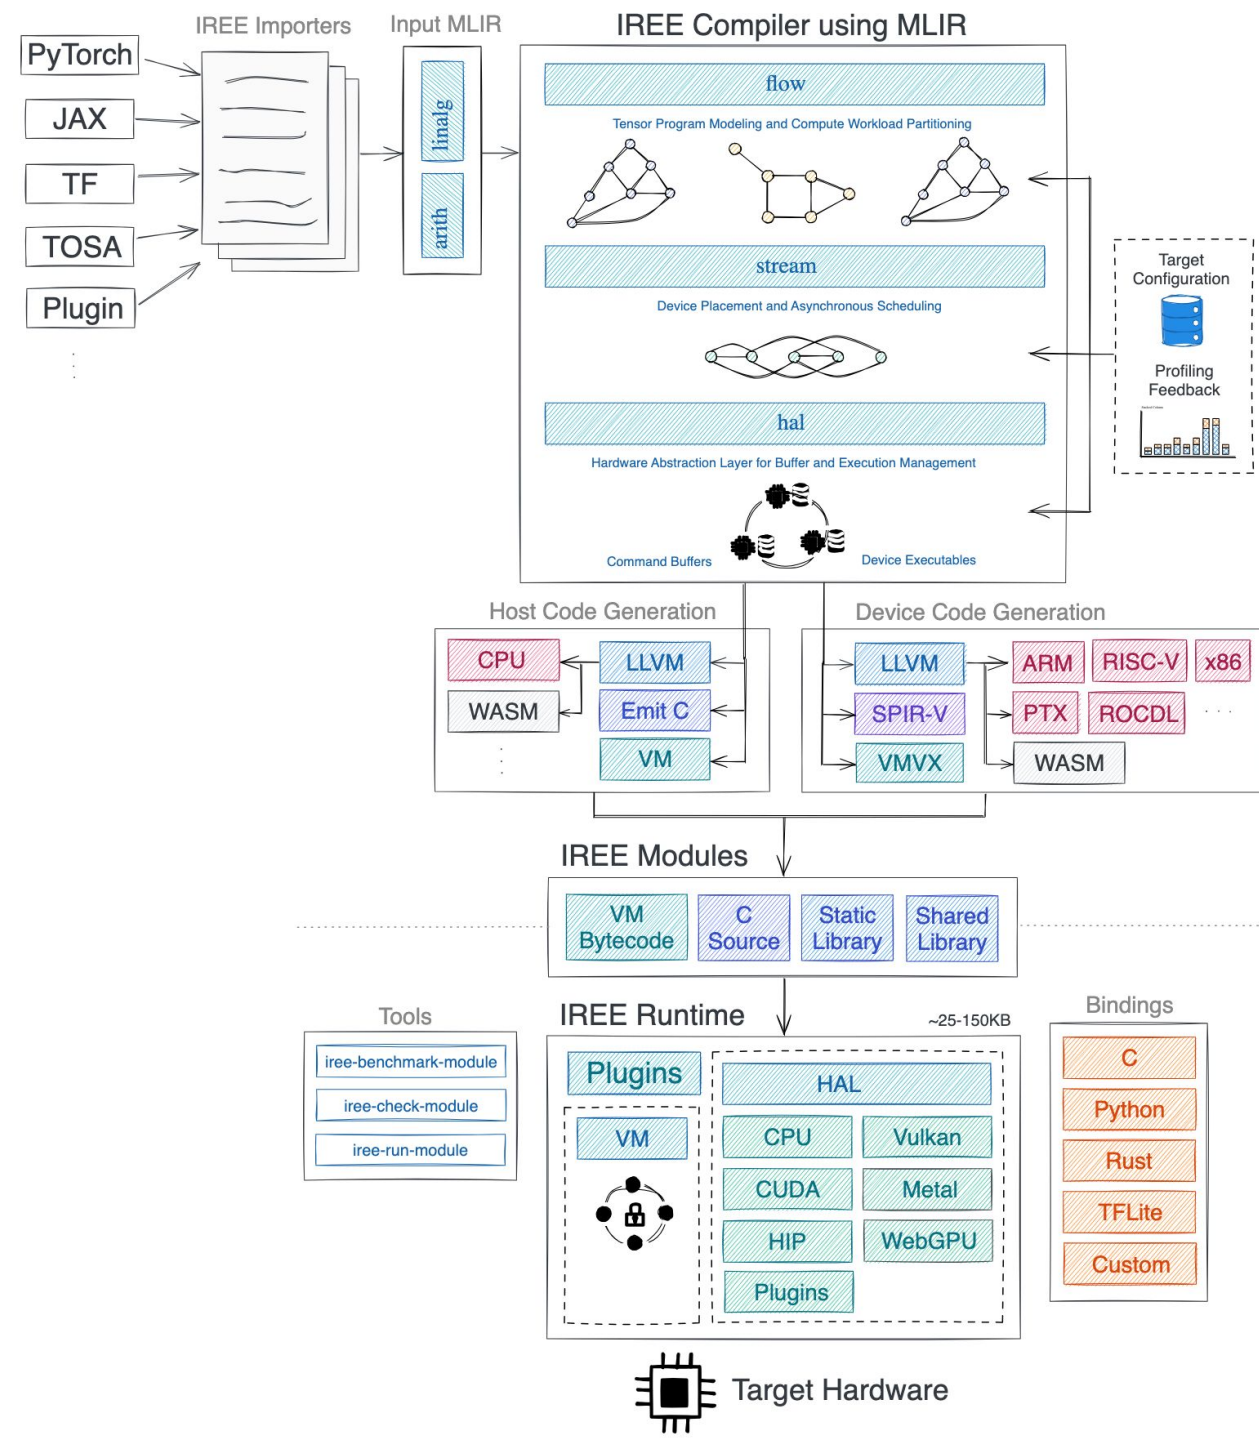 IREE Importers
Input MLIR
IREE Compiler using MLIR
PyTorch
JAX
TF
TOSA
Plugin
linalg
arith
flow
Tensor Program Modeling and Compute Workload Partitioning
stream
Device Placement and Asynchronous Scheduling
hal
Hardware Abstraction Layer for Buffer and Execution Management
Command Buffers
Device Executables
Target
Configuration
Profiling
Feedback
Host Code Generation
CPU
LLVM
WASM
Emit C
VM
Device Code Generation
LLVM
ARM
RISC-V
x86
SPIR-V
PTX
ROCDL
VMVX
WASM
IREE Modules
VM
Bytecode
C
Source
Static
Library
Shared
Library
Tools
iree-benchmark-module
iree-check-module
iree-run-module
IREE Runtime
~25-150KB
Plugins
VM
HAL
CPU
Vulkan
CUDA
Metal
HIP
WebGPU
Plugins
Bindings
C
Python
Rust
TFLite
Custom
Target Hardware